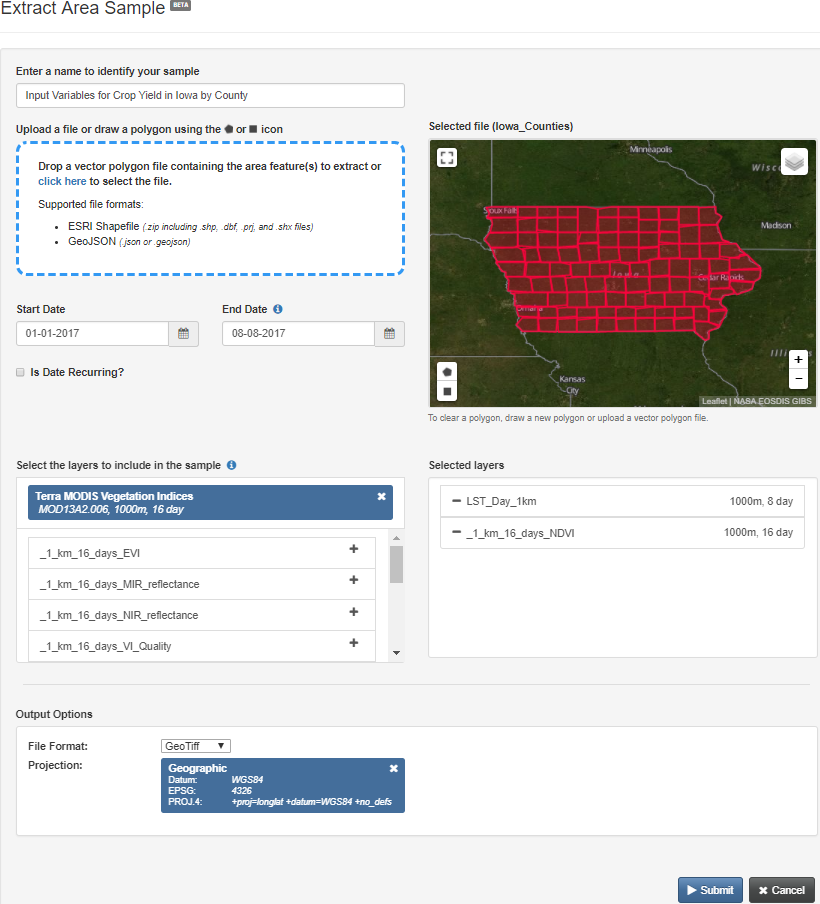 Extract Area Sample BETA
Enter a name to identify your sample
Input Variables for Crop Yield in Iowa by County
Upload a file or draw a polygon using the or icon
Drop a vector polygon file containing the area feature(s) to extract or
click here to select the file.
Supported file formats:
• ESRI Shapefile (.zip including .shp, .dbf, .prj, and .shx files)
• GeoJSON (.json or .geojson)
Start Date
End Date
01-01-2017
08-08-2017
Is Date Recurring?
Selected file (Iowa_Counties)
Minneapolis
Sioux Falls
Madison
Iowa
Cedar Rapids
Omaha
Kansas
City
+
−
Leaflet | NASA EOSDIS GIBS
To clear a polygon, draw a new polygon or upload a vector polygon file.
Select the layers to include in the sample
Terra MODIS Vegetation Indices
MOD13A2.006, 1000m, 16 day
_1_km_16_days_EVI
_1_km_16_days_MIR_reflectance
_1_km_16_days_NIR_reflectance
_1_km_16_days_VI_Quality
Selected layers
LST_Day_1km 1000m, 8 day
_1_km_16_days_NDVI 1000m, 16 day
Output Options
File Format: GeoTiff
Projection:
Geographic
Datum: WGS84
EPSG: 4326
PROJ.4: +proj=longlat +datum=WGS84 +no_defs
Submit
Cancel